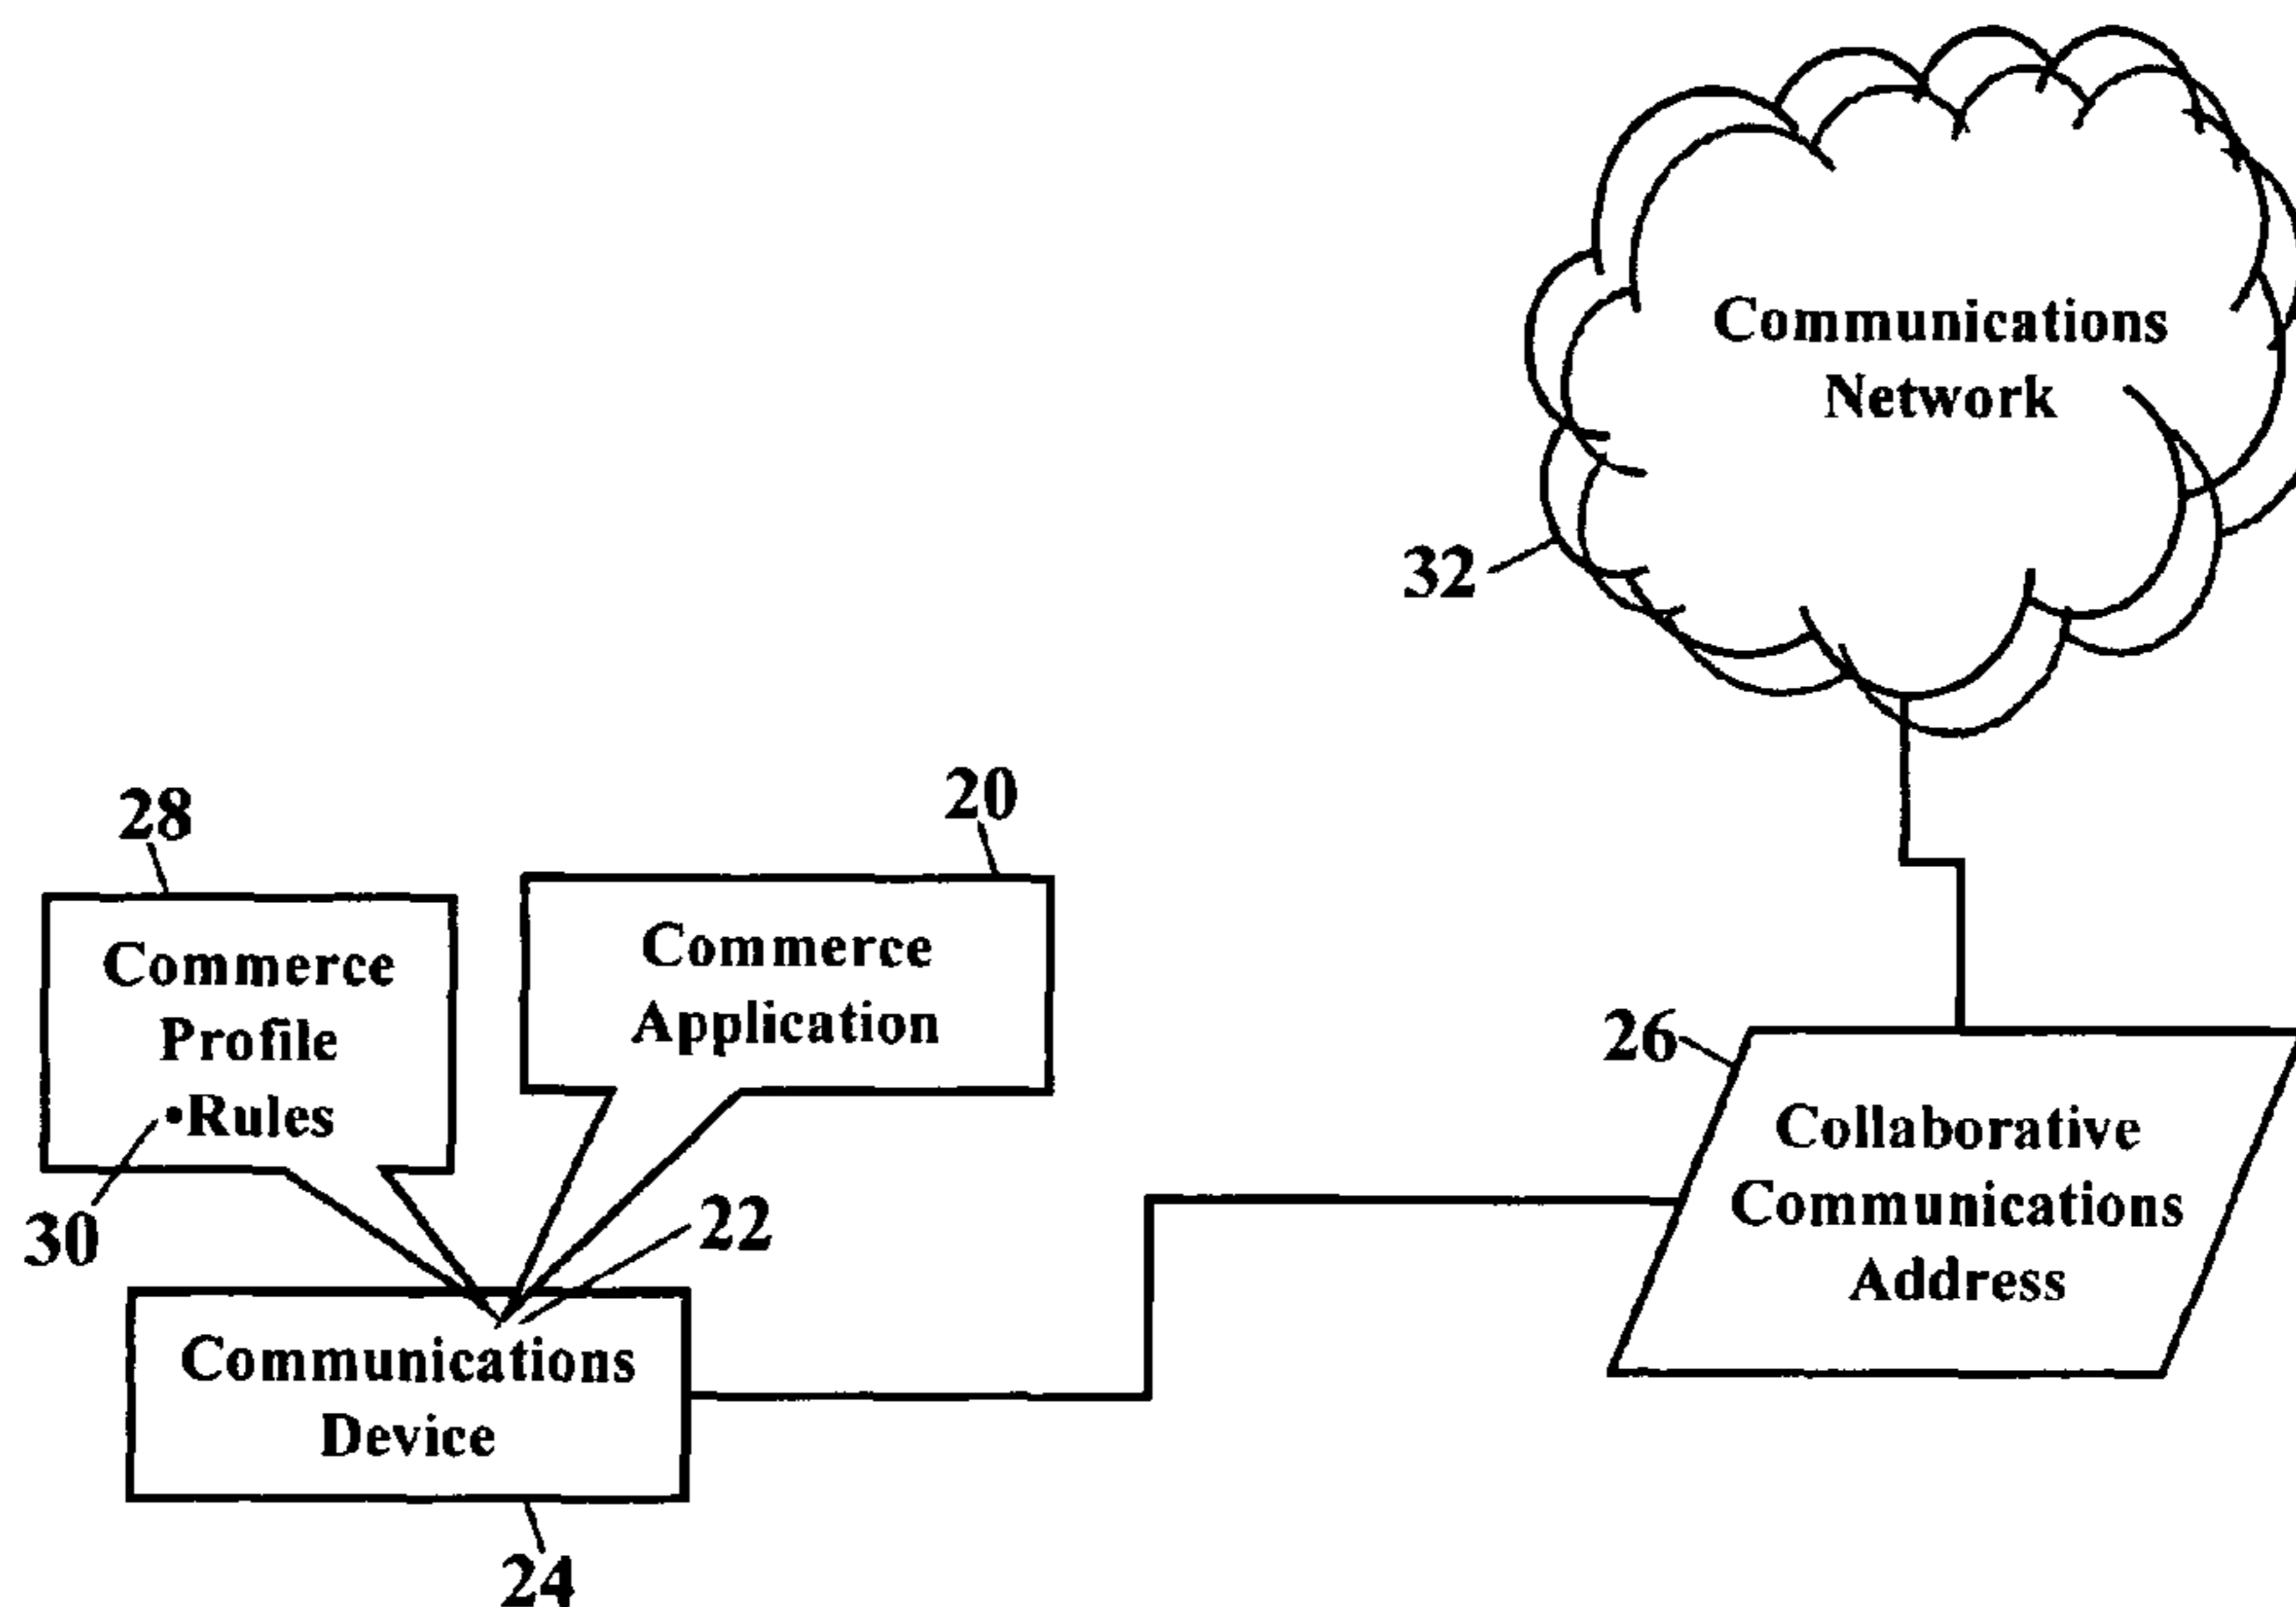 Communications
Network
32
28
20
Commerce
Profile
•Rules
30
Commerce
Application
22
26
Collaborative
Communications
Address
Communications
Device
24